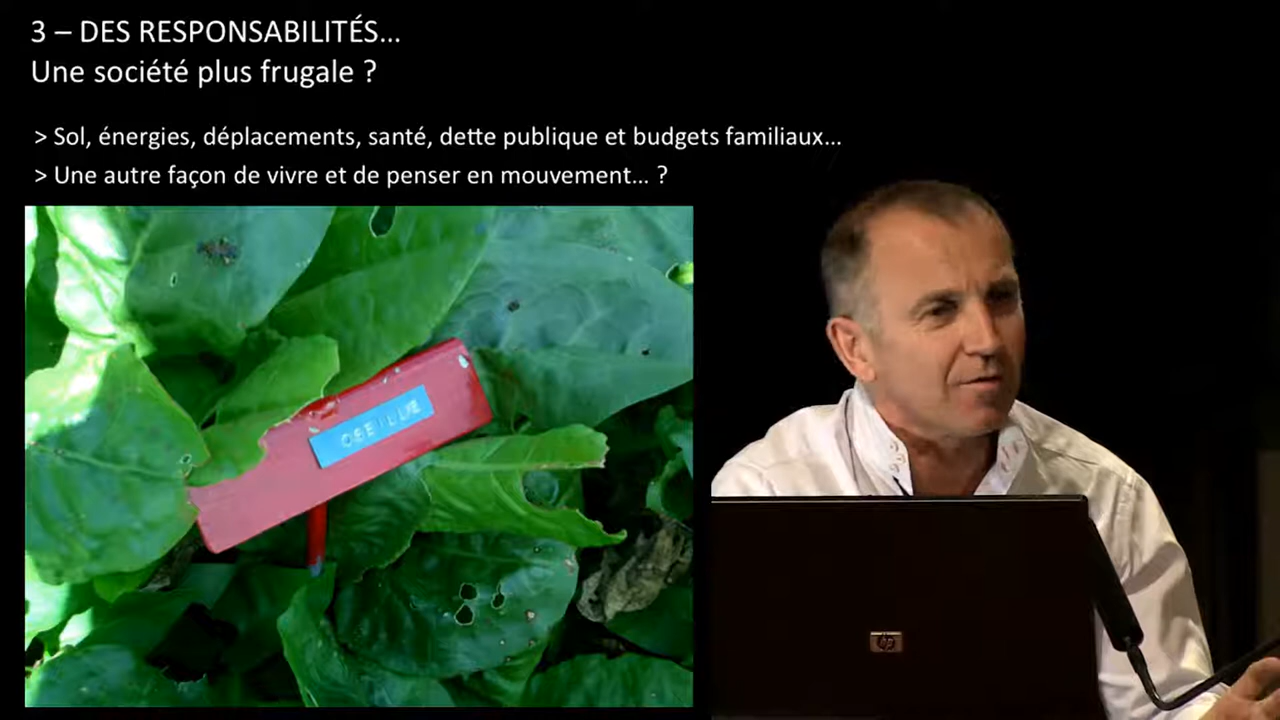 3 – DES RESPONSABILITÉS...
Une société plus frugale ?
> Sol, énergies, déplacements, santé, dette publique et budgets familiaux...
> Une autre façon de vivre et de penser en mouvement... ?
OSEILLE
hp